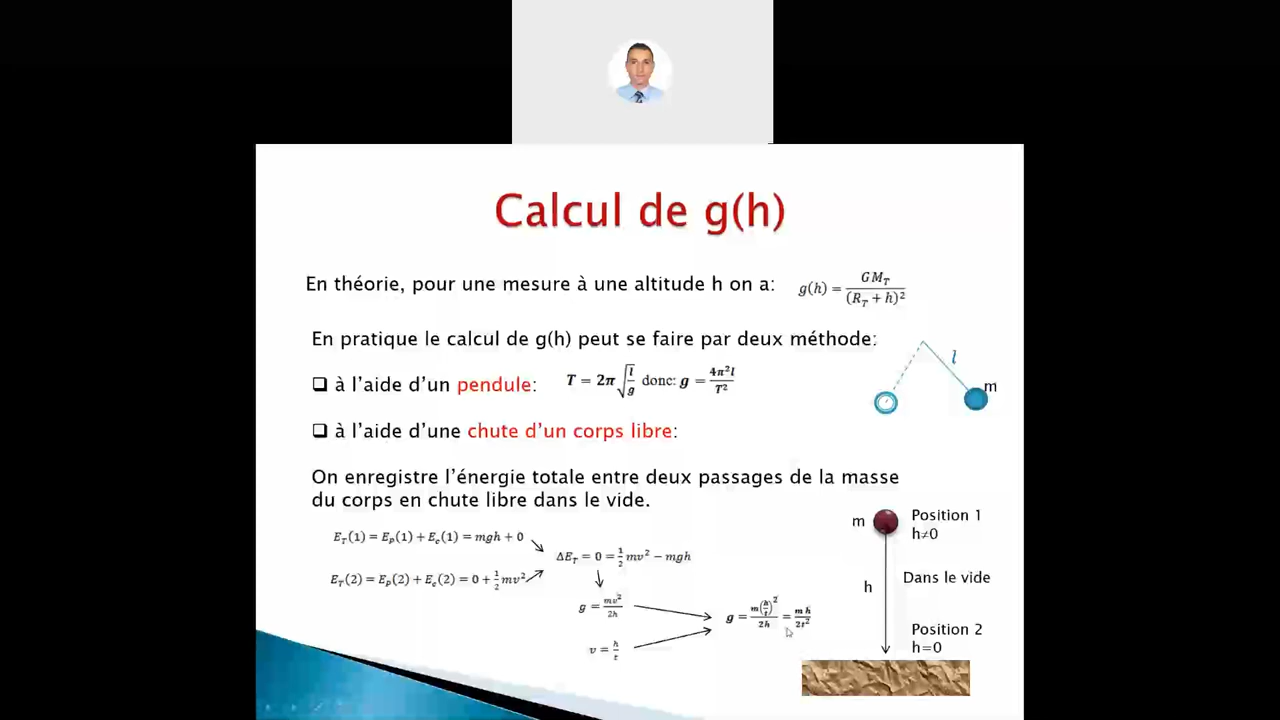 Calcul de g(h)
En théorie, pour une mesure à une altitude h on a: g(h) = GM_T / (R_T + h)²
En pratique le calcul de g(h) peut se faire par deux méthode:
❑ à l'aide d'un pendule: T = 2π√(l/g) donc: g = 4π²l / T²
l
m
❑ à l'aide d'une chute d'un corps libre:
On enregistre l'énergie totale entre deux passages de la masse
du corps en chute libre dans le vide.
E_T(1) = E_P(1) + E_c(1) = mgh + 0
E_T(2) = E_P(2) + E_c(2) = 0 + ½mv²
ΔE_T = 0 = ½mv² − mgh
g = mv² / 2h
v = h / t
g = m(h/t)² / 2h = m h / 2t²
m
Position 1
h≠0
h
Dans le vide
Position 2
h=0